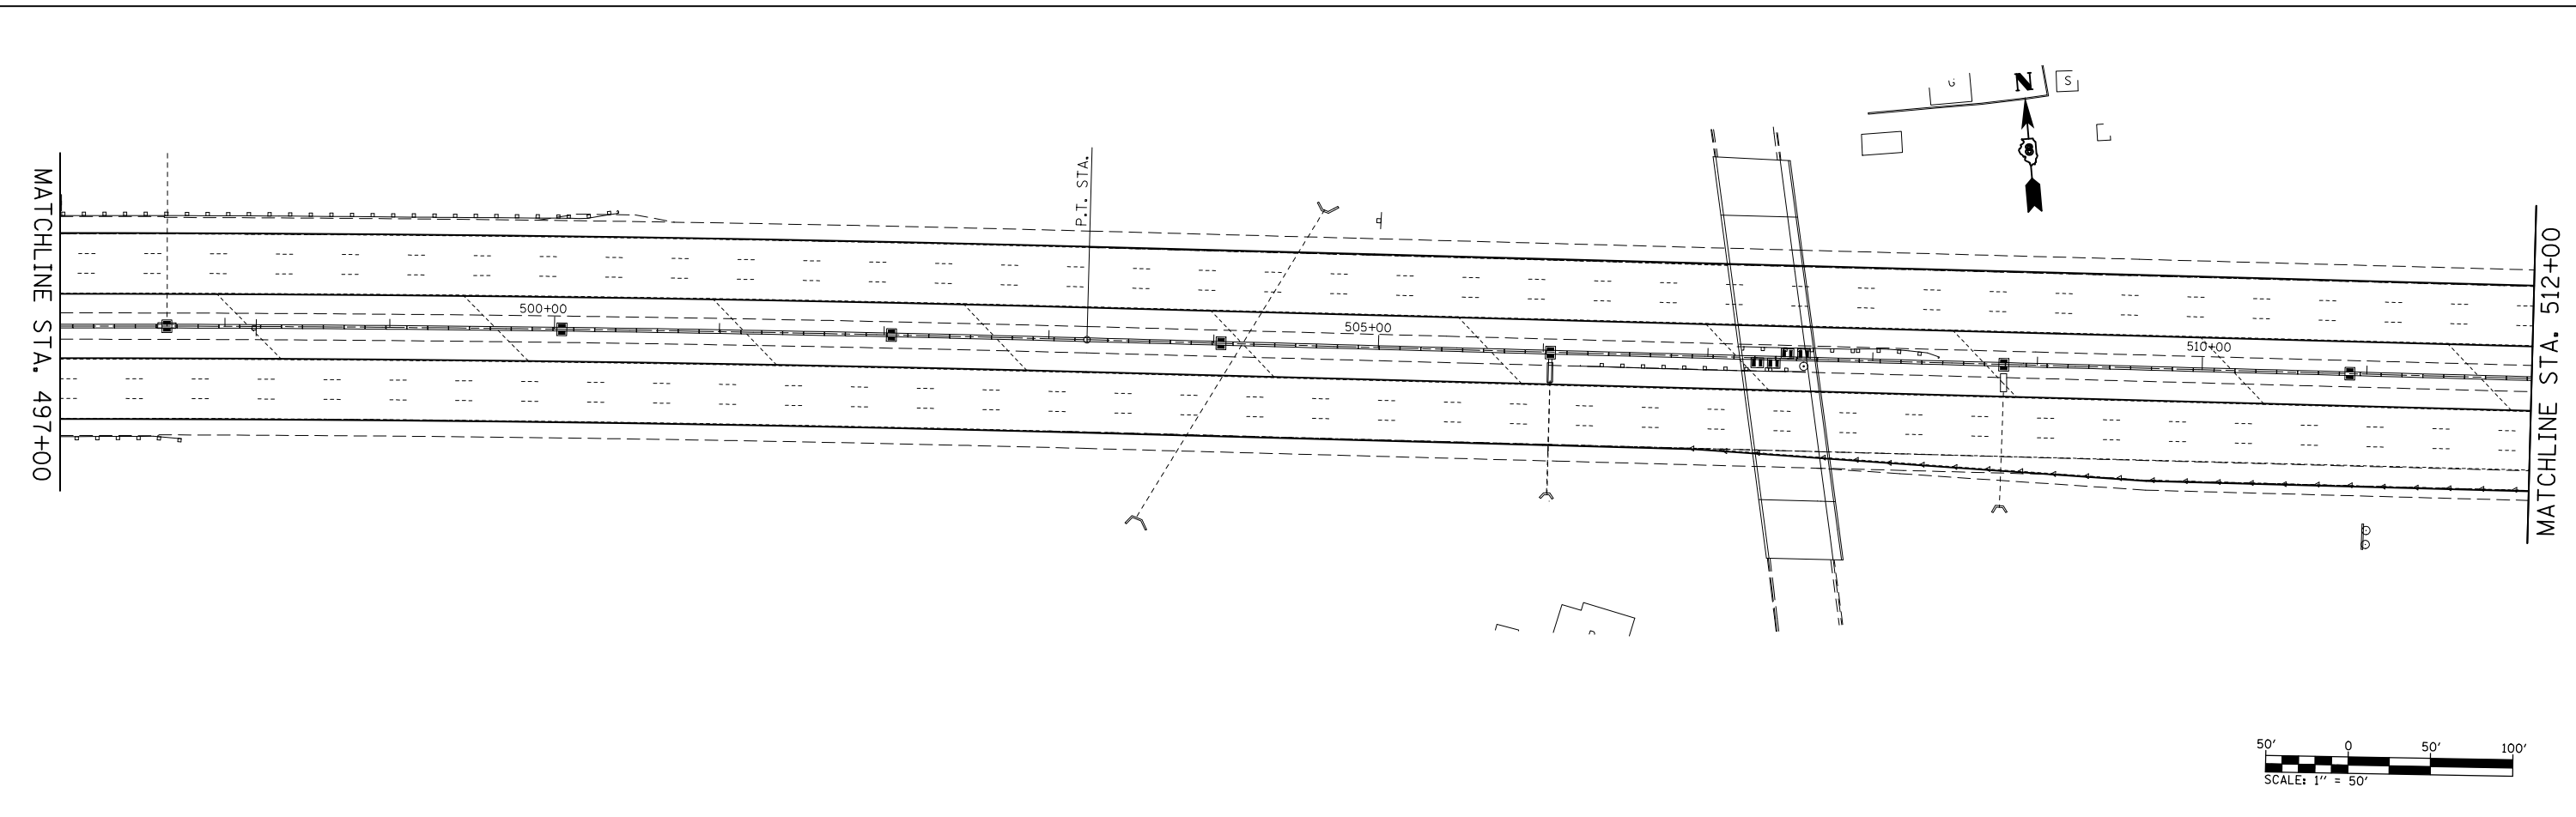 MATCHLINE STA. 497+00
P.T. STA.
G
N
S
MATCHLINE STA. 512+00
500+00
505+00
510+00
50' 0 50' 100'
SCALE: 1" = 50'